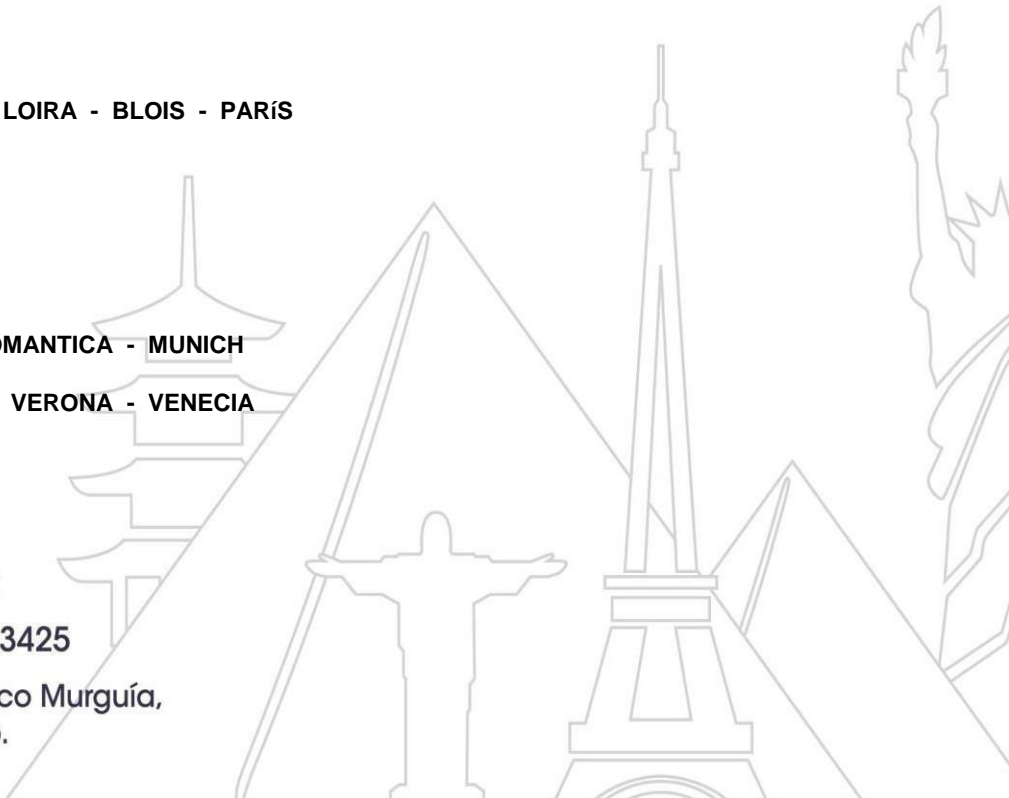 LOIRA - BLOIS - PARíS
OMANTICA - MUNICH
VERONA - VENECIA
3425
co Murguía,
.